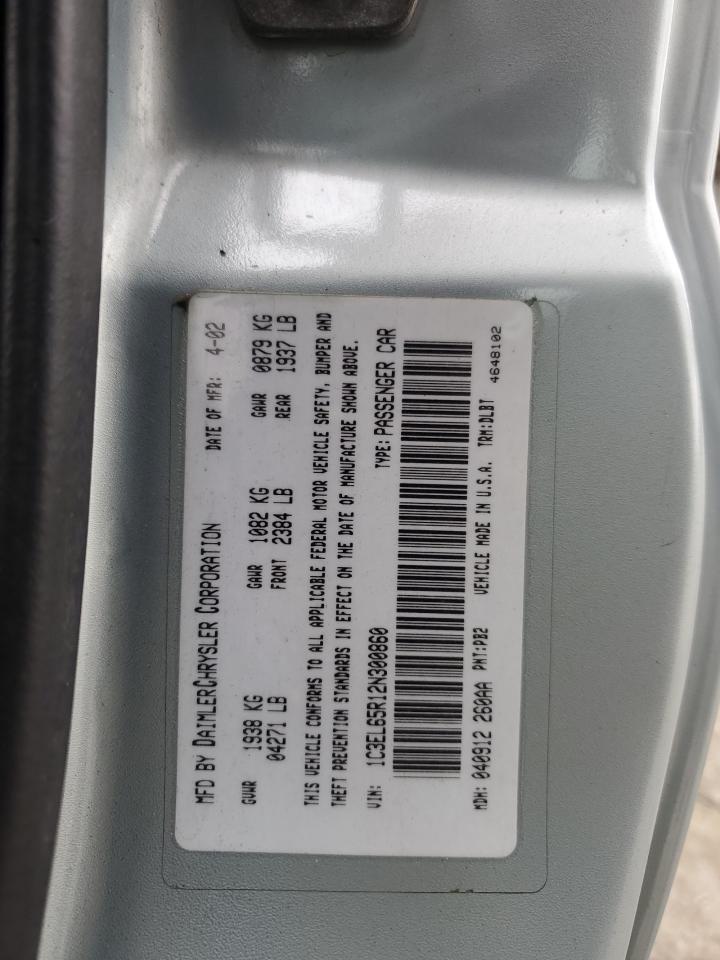 MFD BY DAIMLERCHRYSLER CORPORATION DATE OF MFR: 4-02
GVWR 1938 KG GAWR 1082 KG GAWR 0879 KG
04271 LB FRONT 2384 LB REAR 1937 LB
THIS VEHICLE CONFORMS TO ALL APPLICABLE FEDERAL MOTOR VEHICLE SAFETY, BUMPER AND
THEFT PREVENTION STANDARDS IN EFFECT ON THE DATE OF MANUFACTURE SHOWN ABOVE.
VIN: 1C3EL65R12N300860 TYPE: PASSENGER CAR
MDH: 040912 260AA PNT:PB2 VEHICLE MADE IN U.S.A. TRM:DLBT
4648102